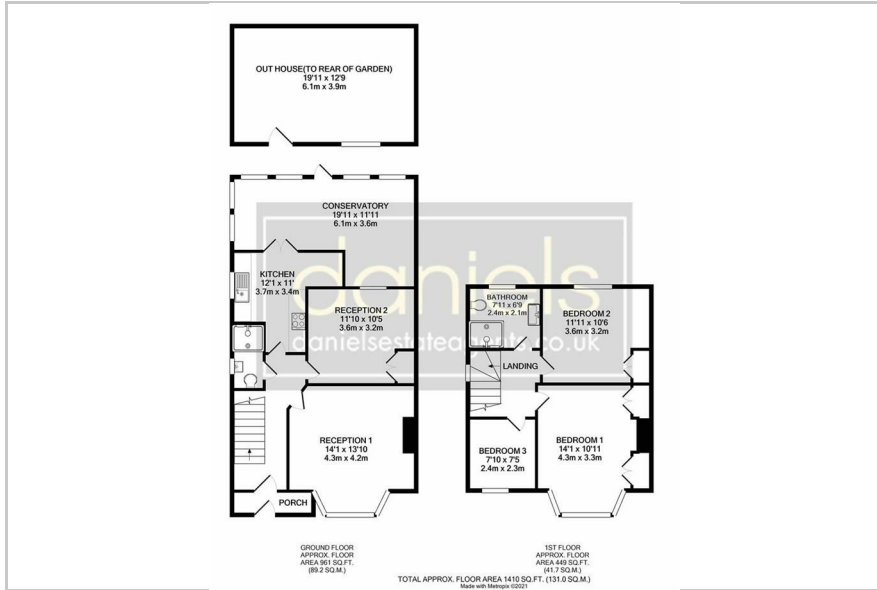 OUT HOUSE(TO REAR OF GARDEN)
19'11 x 12'9
6.1m x 3.9m
CONSERVATORY
19'11 x 11'11
6.1m x 3.6m
daniels
danielsestateagents.co.uk
KITCHEN
12'1 x 11'
3.7m x 3.4m
RECEPTION 2
11'10 x 10'5
3.6m x 3.2m
RECEPTION 1
14'1 x 13'10
4.3m x 4.2m
PORCH
BATHROOM
7'11 x 6'9
2.4m x 2.1m
BEDROOM 2
11'11 x 10'6
3.6m x 3.2m
LANDING
BEDROOM 3
7'10 x 7'5
2.4m x 2.3m
BEDROOM 1
14'1 x 10'11
4.3m x 3.3m
GROUND FLOOR
APPROX. FLOOR
AREA 961 SQ.FT.
(89.2 SQ.M.)
1ST FLOOR
APPROX. FLOOR
AREA 449 SQ.FT.
(41.7 SQ.M.)
TOTAL APPROX. FLOOR AREA 1410 SQ.FT. (131.0 SQ.M.)
Made with Metropix ©2021